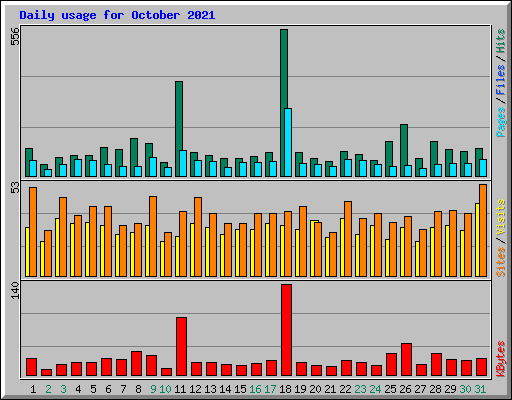 Daily usage for October 2021
556
Pages / Files / Hits
53
Sites / Visits
140
KBytes
1 2 3 4 5 6 7 8 9 10 11 12 13 14 15 16 17 18 19 20 21 22 23 24 25 26 27 28 29 30 31